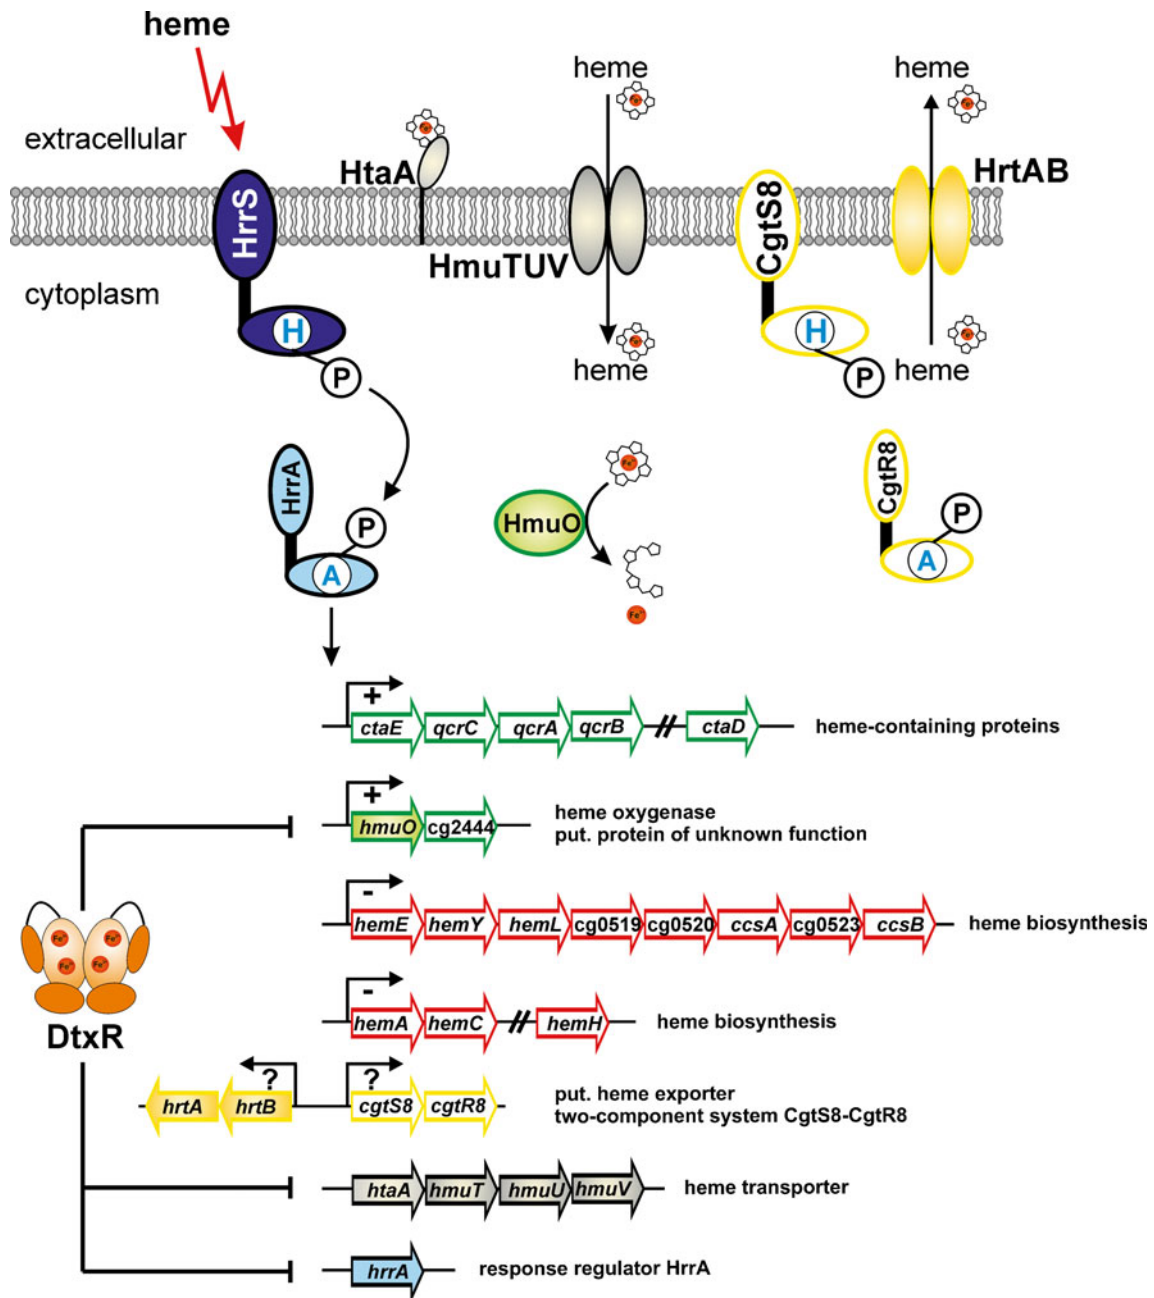 heme
heme
heme
extracellular
HtaA
HrtAB
HrrS
CgtS8
HmuTUV
cytoplasm
H
H
P
heme
P
heme
HrrA
CgtR8
P
HmuO
P
A
A
+
ctaE qcrC qcrA qcrB ctaD heme-containing proteins
+
hmuO cg2444 heme oxygenase
put. protein of unknown function
-
hemE hemY hemL cg0519 cg0520 ccsA cg0523 ccsB heme biosynthesis
-
hemA hemC hemH heme biosynthesis
DtxR
? ?
hrtA hrtB cgtS8 cgtR8 put. heme exporter
two-component system CgtS8-CgtR8
htaA hmuT hmuU hmuV heme transporter
hrrA response regulator HrrA